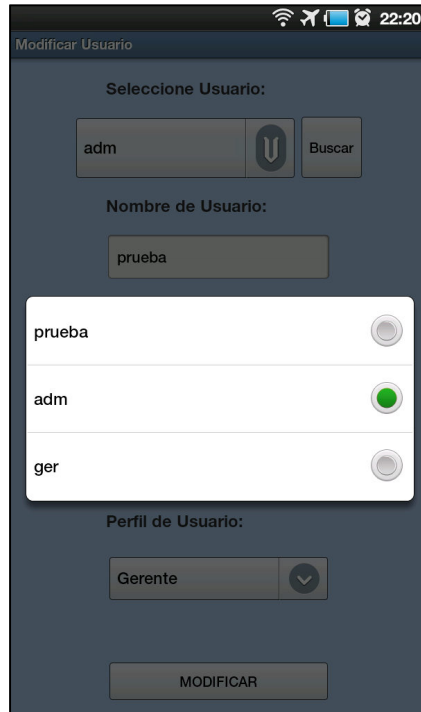 22:20
Modificar Usuario
Seleccione Usuario:
adm
Buscar
Nombre de Usuario:
prueba
prueba
adm
ger
Perfil de Usuario:
Gerente
MODIFICAR